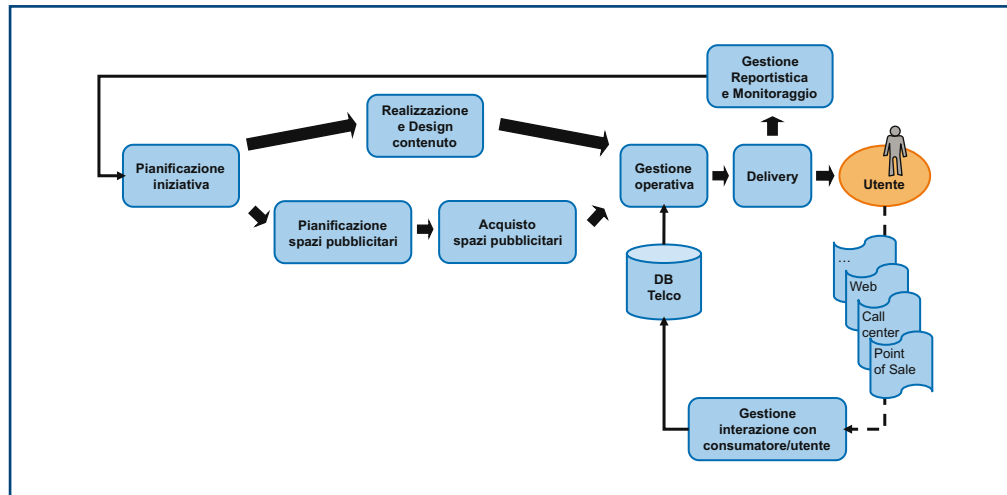 Gestione
Reportistica
e Monitoraggio
Realizzazione
e Design
contenuto
Pianificazione
iniziativa
Gestione
operativa
Delivery
Utente
Pianificazione
spazi pubblicitari
Acquisto
spazi pubblicitari
DB
Telco
...
Web
Call
center
Point
of Sale
Gestione
interazione con
consumatore/utente